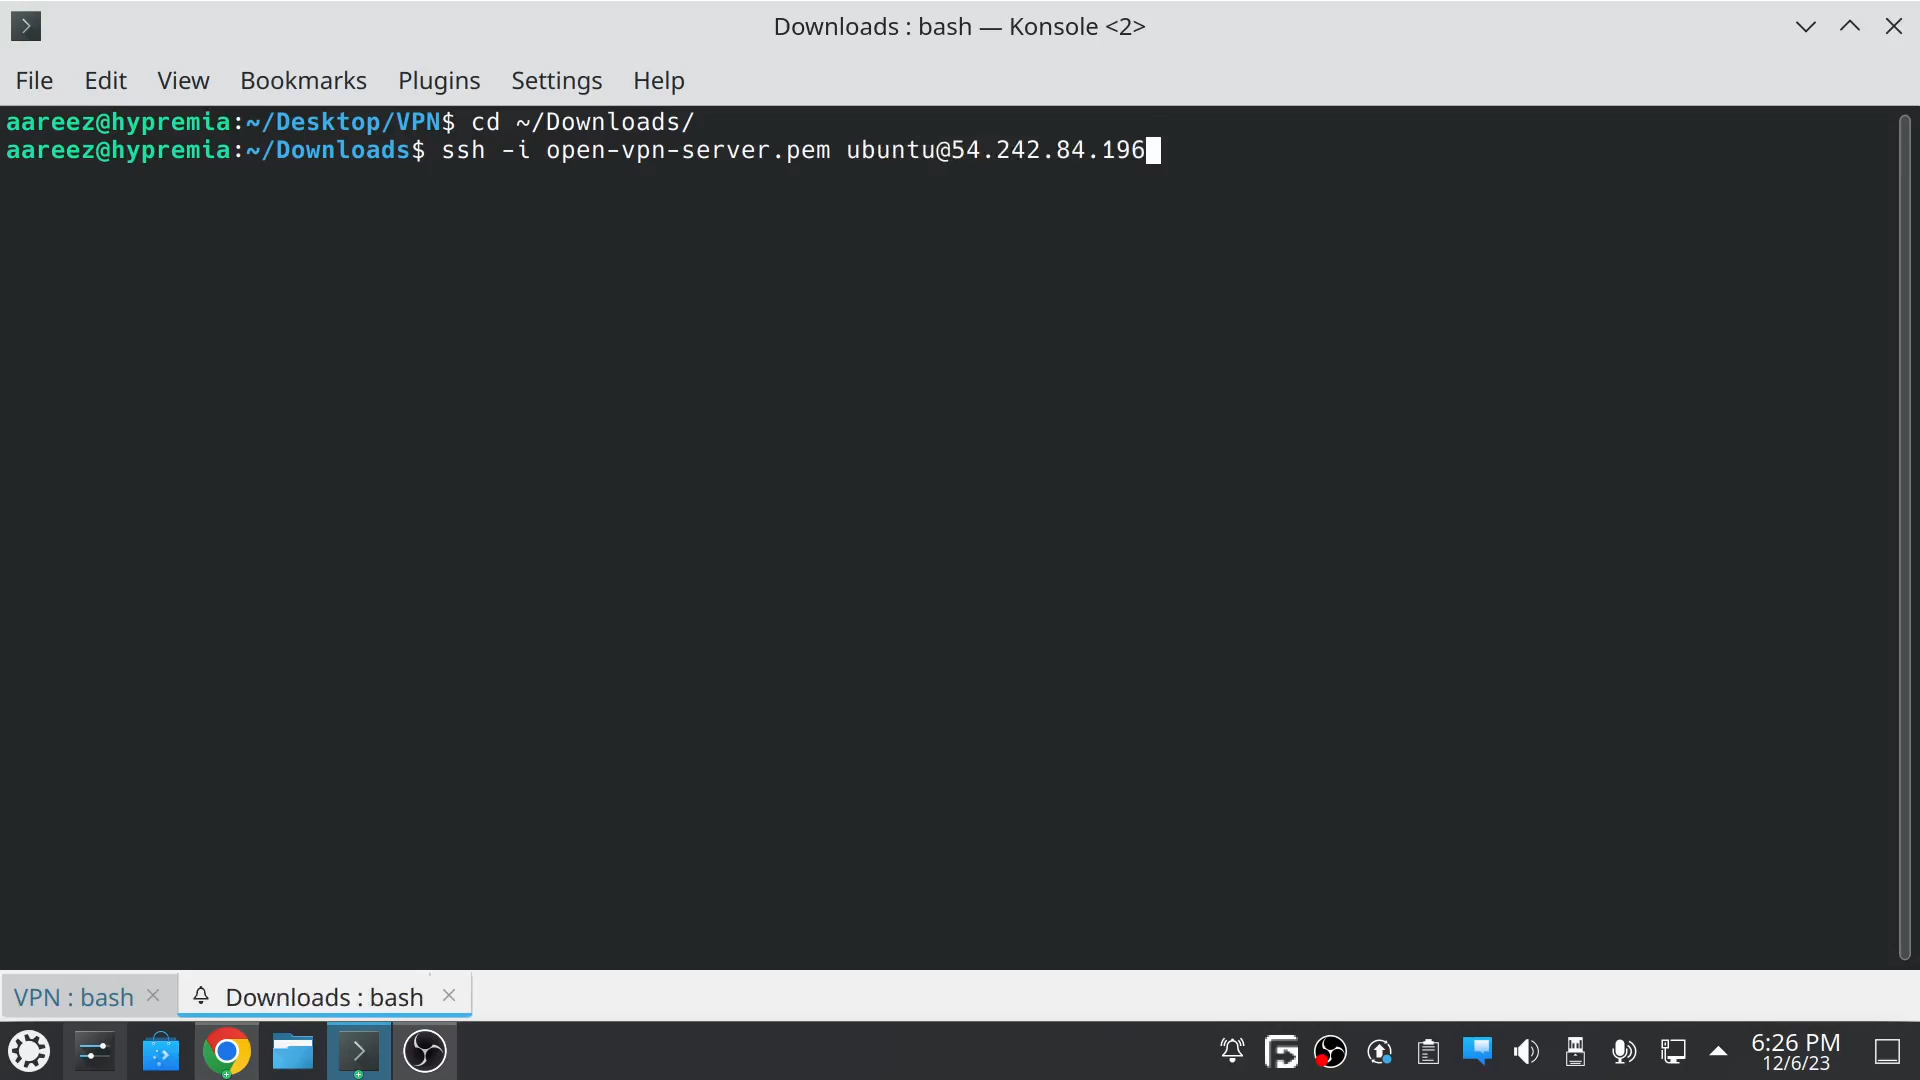 Downloads : bash — Konsole <2>
File Edit View Bookmarks Plugins Settings Help
aareez@hypremia:~/Desktop/VPN$ cd ~/Downloads/
aareez@hypremia:~/Downloads$ ssh -i open-vpn-server.pem ubuntu@54.242.84.196
VPN : bash
Downloads : bash
6:26 PM
12/6/23